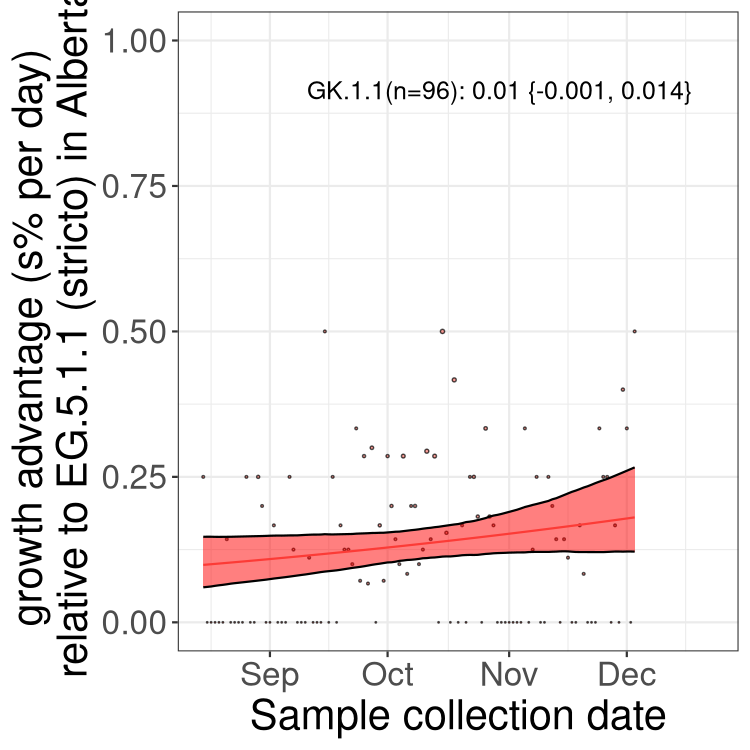 growth advantage (s% per day)
relative to EG.5.1.1 (stricto) in Alberta
1.00
0.75
0.50
0.25
0.00
GK.1.1(n=96): 0.01 {-0.001, 0.014}
Sep
Oct
Nov
Dec
Sample collection date